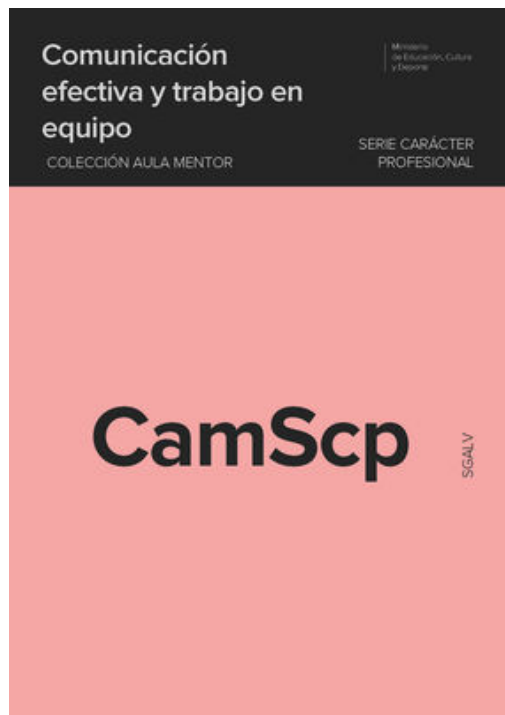 Comunicación
efectiva y trabajo en
equipo
COLECCIÓN AULA MENTOR
Ministerio
de Educación, Cultura
y Deporte
SERIE CARÁCTER
PROFESIONAL
CamScp
SGALV